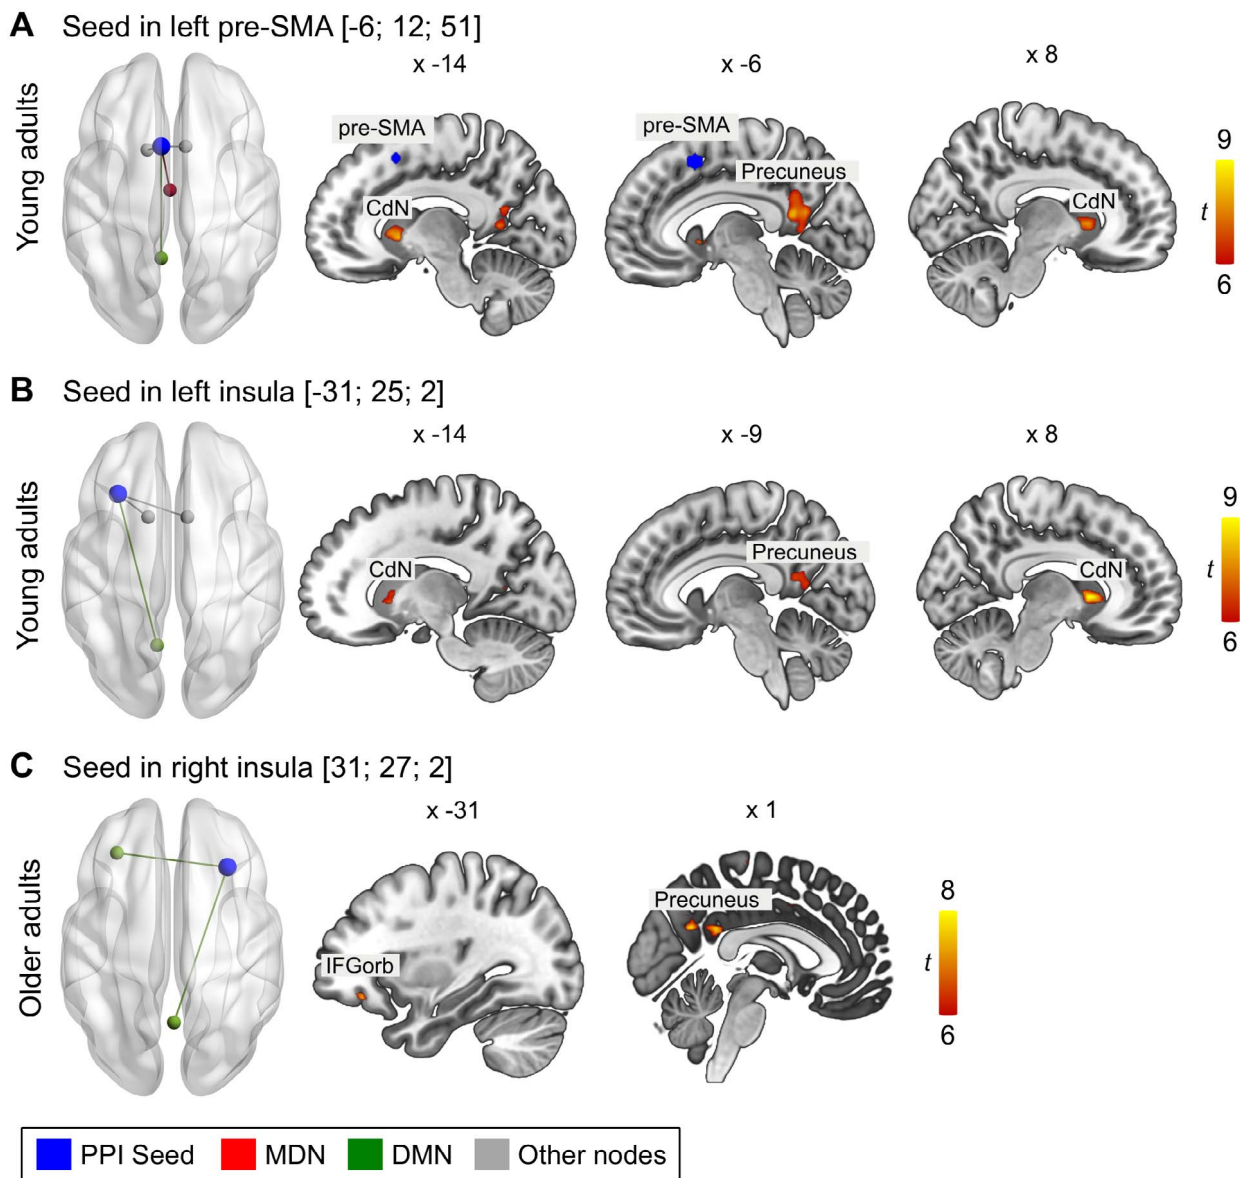 A Seed in left pre-SMA [-6; 12; 51]
Young adults
x -14
x -6
x 8
pre-SMA
CdN
pre-SMA
Precuneus
CdN
9
t
6
B Seed in left insula [-31; 25; 2]
Young adults
x -14
x -9
x 8
CdN
Precuneus
CdN
9
t
6
C Seed in right insula [31; 27; 2]
Older adults
x -31
x 1
IFGorb
Precuneus
8
t
6
PPI Seed MDN DMN Other nodes